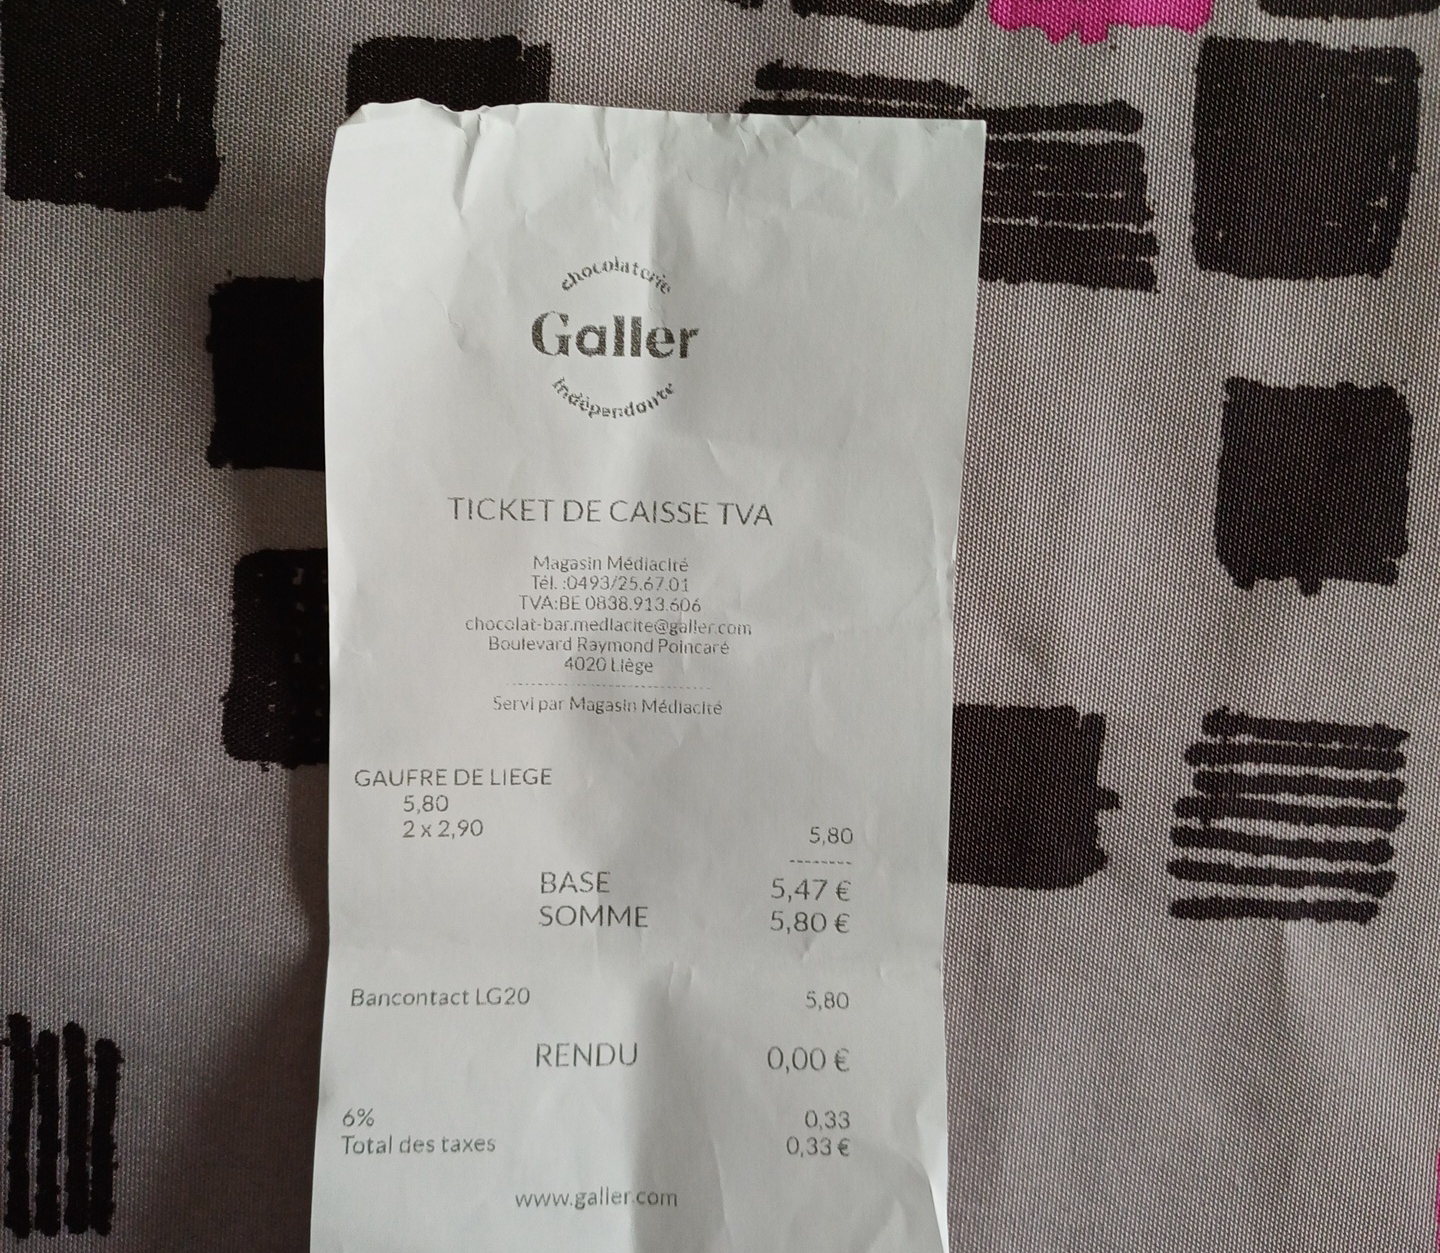 chocolaterie
Galler
indépendante
TICKET DE CAISSE TVA
Magasin Médiacité
Tél. :0493/25.67.01
TVA:BE 0838.913.606
chocolat-bar.mediacite@galler.com
Boulevard Raymond Poincaré
4020 Liège
Servi par Magasin Médiacité
GAUFRE DE LIEGE
5,80
2 x 2,90 5,80
BASE 5,47 €
SOMME 5,80 €
Bancontact LG20 5,80
RENDU 0,00 €
6% 0,33
Total des taxes 0,33 €
www.galler.com